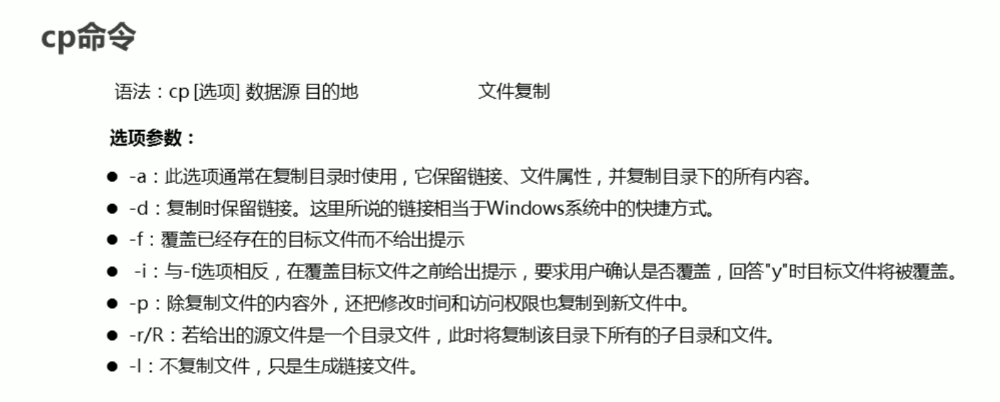 cp命令
语法：cp [选项] 数据源 目的地 文件复制
选项参数：
● -a：此选项通常在复制目录时使用，它保留链接、文件属性，并复制目录下的所有内容。
● -d：复制时保留链接。这里所说的链接相当于Windows系统中的快捷方式。
● -f：覆盖已经存在的目标文件而不给出提示
● -i：与-f选项相反，在覆盖目标文件之前给出提示，要求用户确认是否覆盖，回答"y"时目标文件将被覆盖。
● -p：除复制文件的内容外，还把修改时间和访问权限也复制到新文件中。
● -r/R：若给出的源文件是一个目录文件，此时将复制该目录下所有的子目录和文件。
● -l：不复制文件，只是生成链接文件。